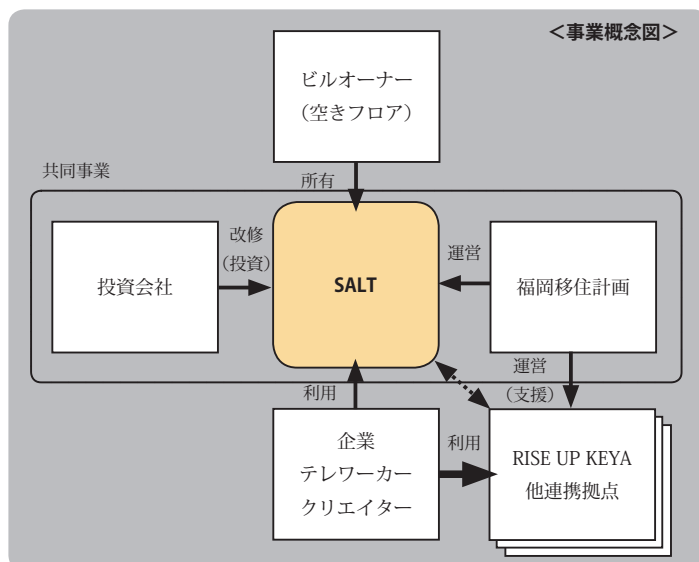 ＜事業概念図＞
ビルオーナー
（空きフロア）
共同事業
所有
投資会社
改修
（投資）
SALT
運営
福岡移住計画
利用
運営
（支援）
企業
テレワーカー
クリエイター
利用
RISE UP KEYA
他連携拠点